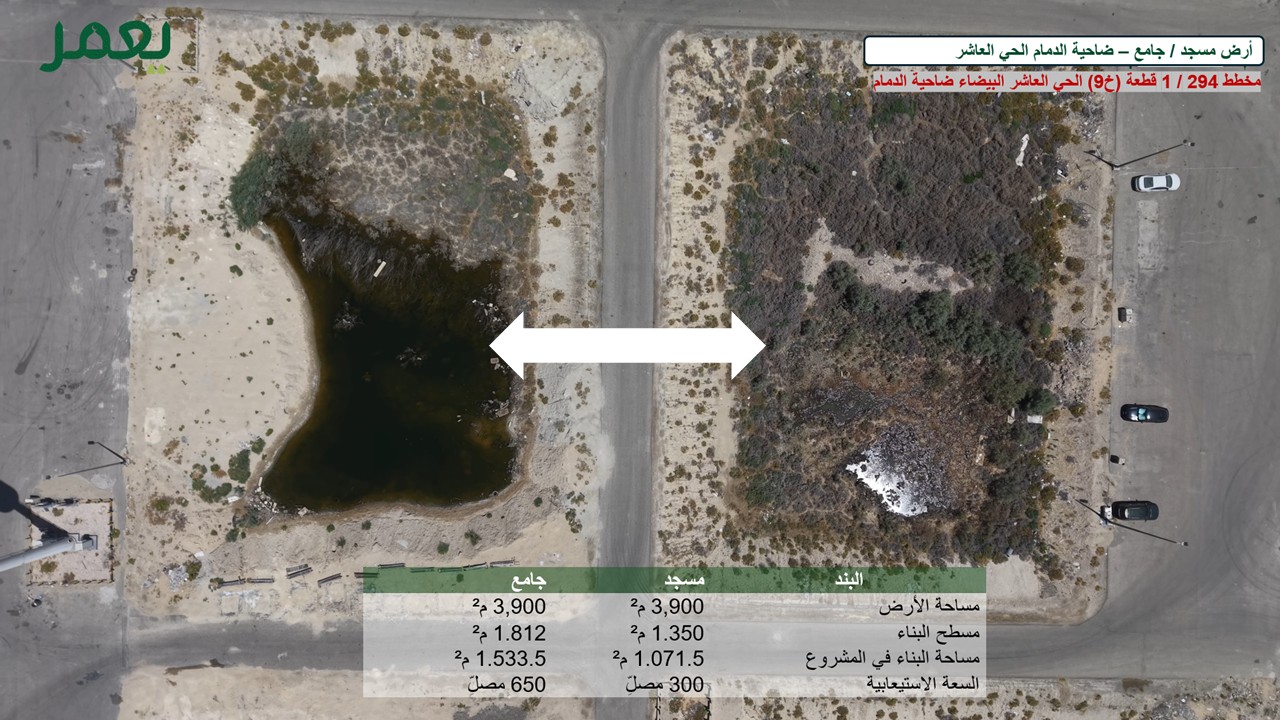 يعمر
أرض مسجد / جامع – ضاحية الدمام الحي العاشر
مخطط 294 / 1 قطعة (خ9) الحي العاشر البيضاء ضاحية الدمام
البند مسجد جامع
مساحة الأرض 3,900 م² 3,900 م²
مسطح البناء 1.350 م² 1.812 م²
مساحة البناء في المشروع 1.071.5 م² 1.533.5 م²
السعة الاستيعابية 300 مصلّ 650 مصلّ